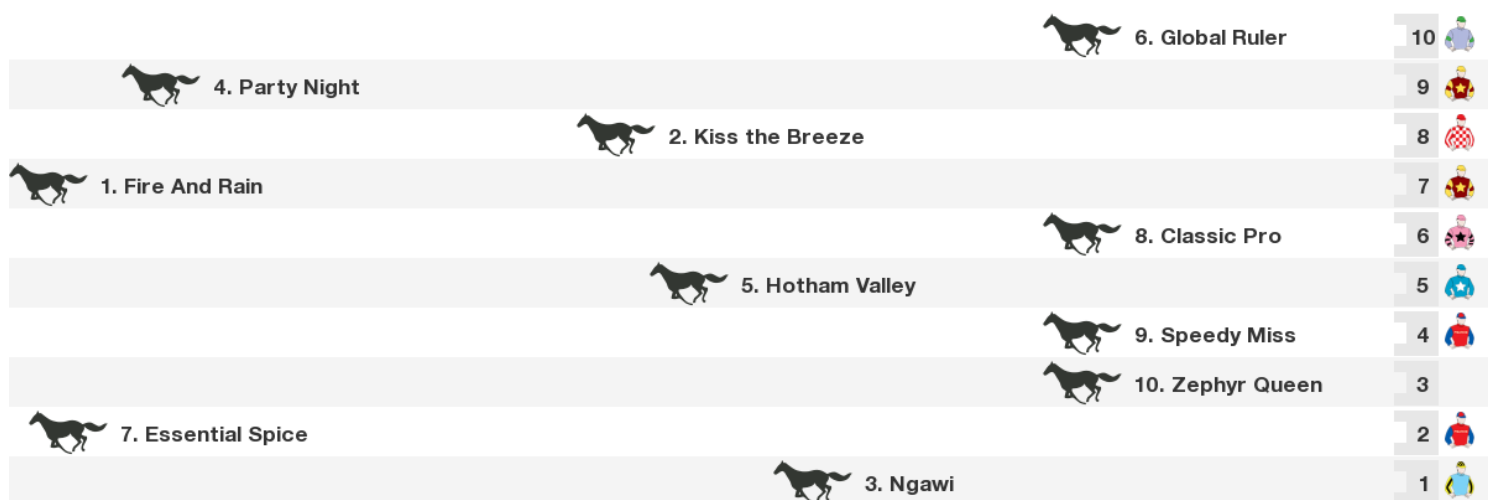 6. Global Ruler 10
4. Party Night 9
2. Kiss the Breeze 8
1. Fire And Rain 7
8. Classic Pro 6
5. Hotham Valley 5
9. Speedy Miss 4
10. Zephyr Queen 3
7. Essential Spice 2
3. Ngawi 1